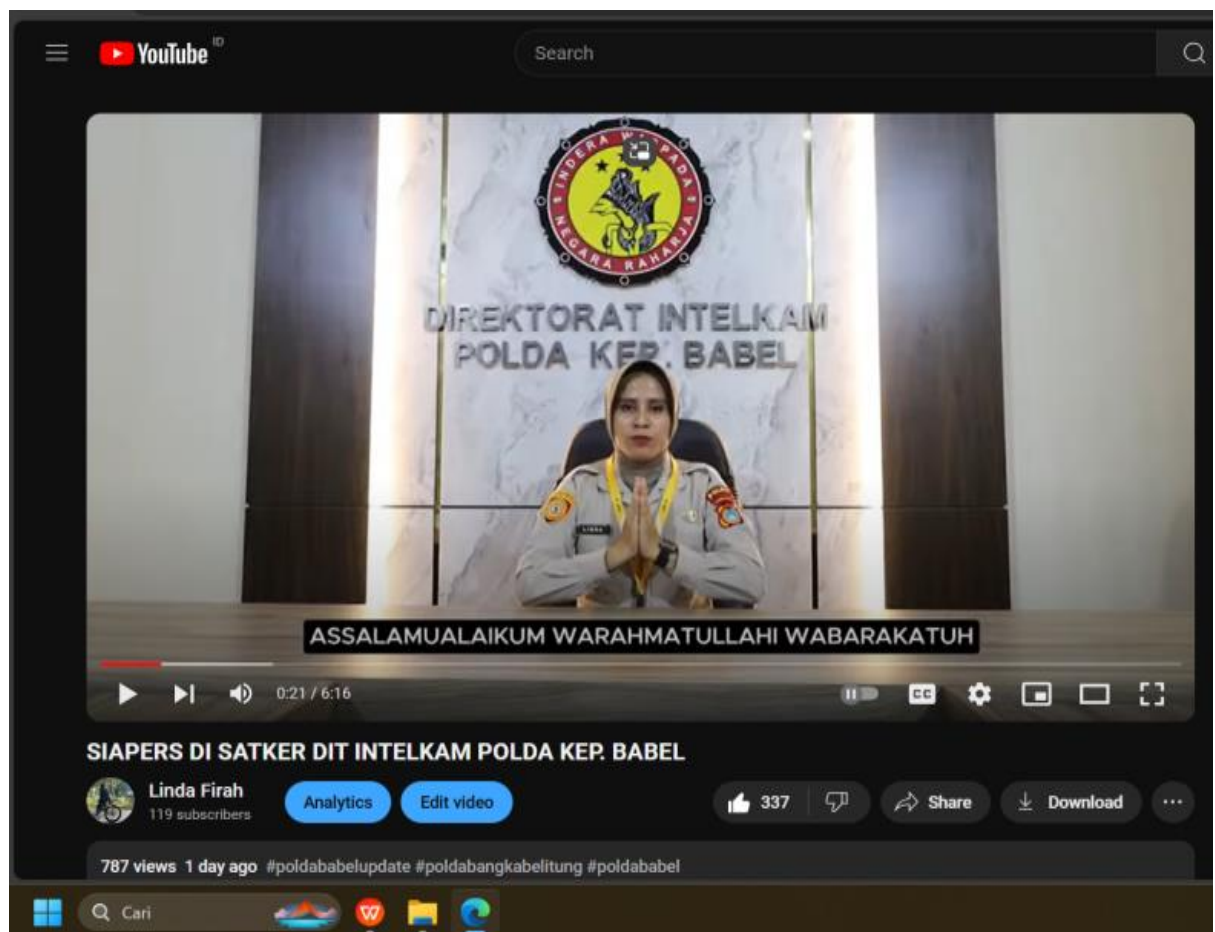 YouTube ID
Search
INDERA WASPADA
NEGARA RAHARJA
DIREKTORAT INTELKAM
POLDA KEP. BABEL
LINDA
ASSALAMUALAIKUM WARAHMATULLAHI WABARAKATUH
0:21 / 6:16
CC
SIAPERS DI SATKER DIT INTELKAM POLDA KEP. BABEL
Linda Firah
119 subscribers
Analytics
Edit video
337
Share
Download
787 views 1 day ago #poldababelupdate #poldabangkabelitung #poldababel
Cari